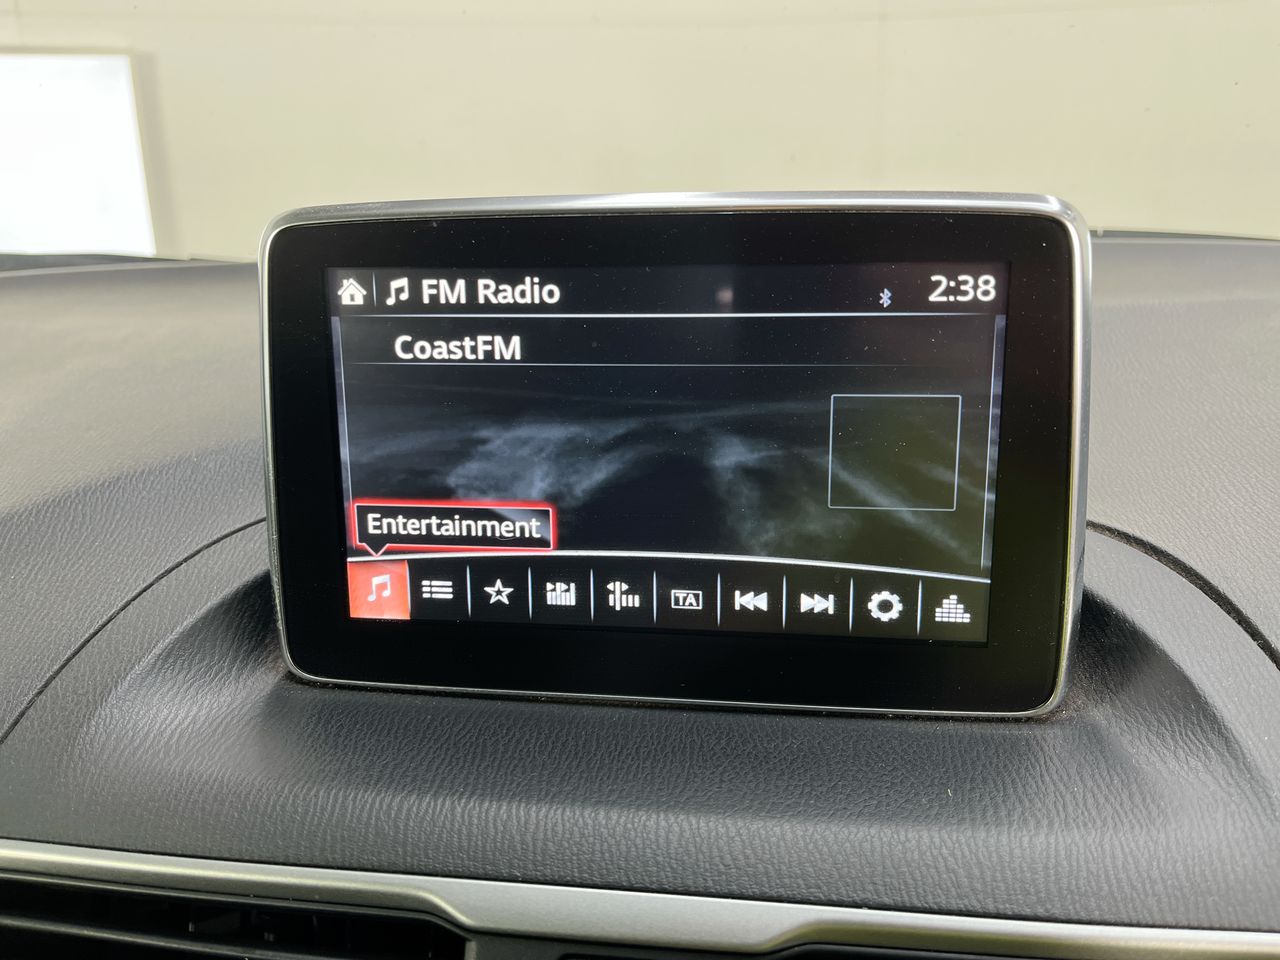 FM Radio
2:38
CoastFM
Entertainment
TA